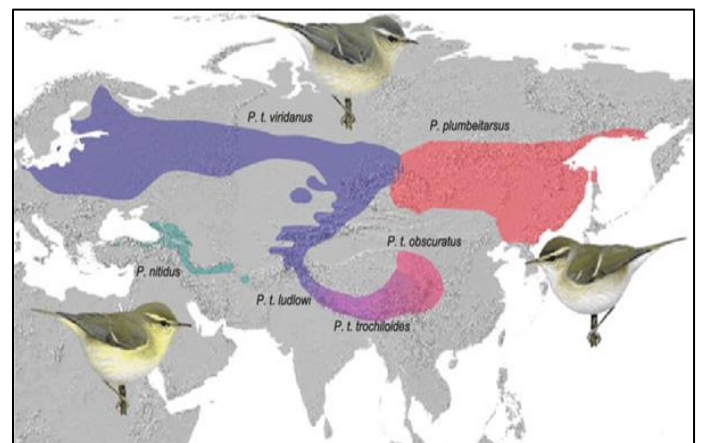 P. t. viridanus
P. plumbeitarsus
P. t. obscuratus
P. nitidus
P. t. ludlowi
P. t. trochiloides